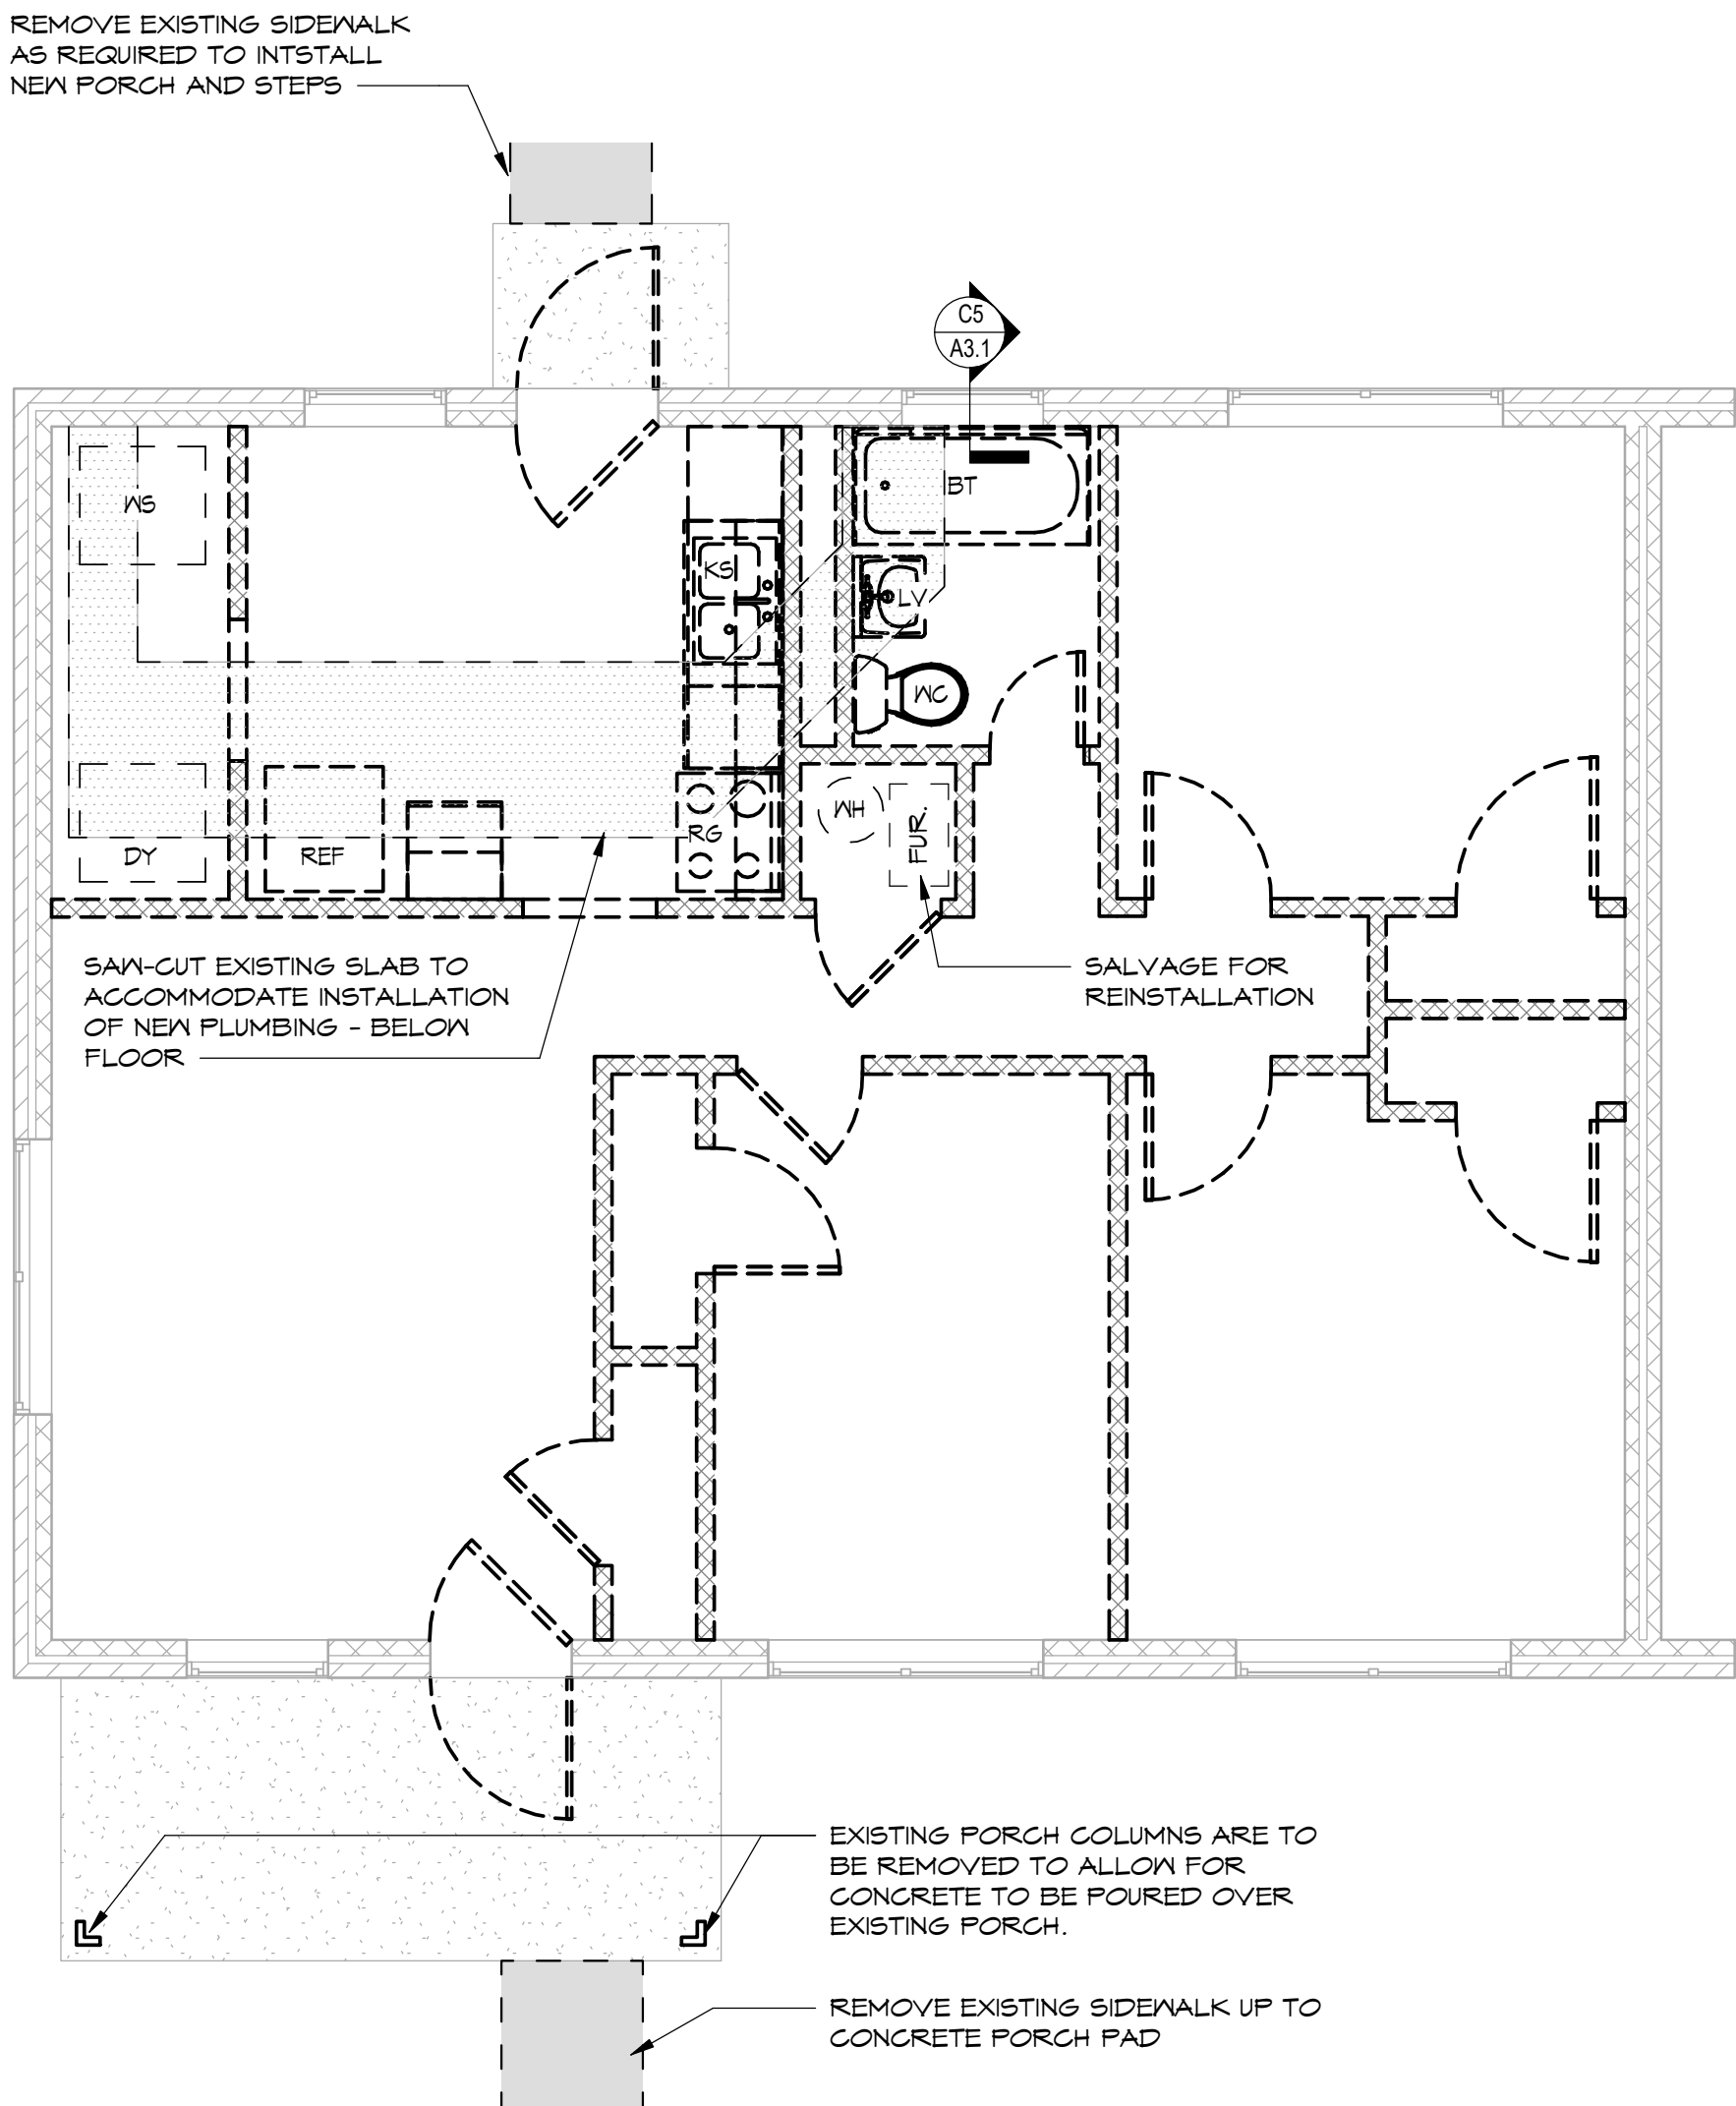 REMOVE EXISTING SIDEWALK
AS REQUIRED TO INTSTALL
NEW PORCH AND STEPS
C5
A3.1
WS
BT
KS
LV
WC
WH
FUR.
RG
DY
REF
SAW-CUT EXISTING SLAB TO
ACCOMMODATE INSTALLATION
OF NEW PLUMBING - BELOW
FLOOR
SALVAGE FOR
REINSTALLATION
EXISTING PORCH COLUMNS ARE TO
BE REMOVED TO ALLOW FOR
CONCRETE TO BE POURED OVER
EXISTING PORCH.
REMOVE EXISTING SIDEWALK UP TO
CONCRETE PORCH PAD